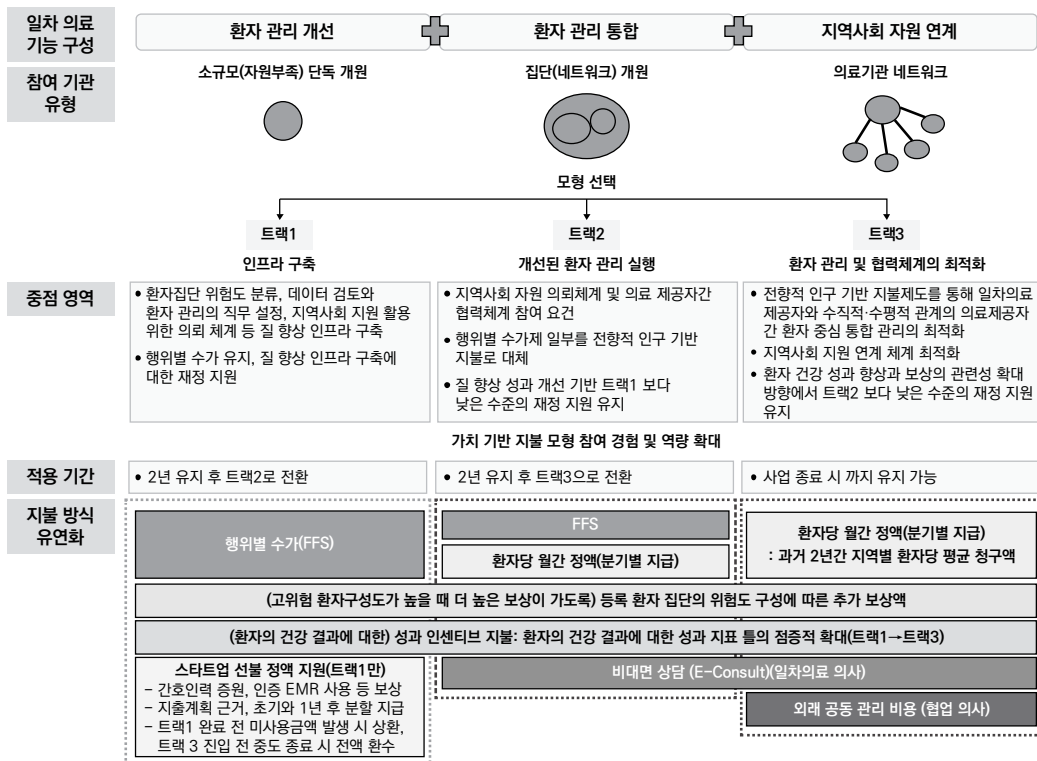 일차 의료
기능 구성
환자 관리 개선
환자 관리 통합
지역사회 자원 연계
참여 기관
유형
소규모(자원부족) 단독 개원
집단(네트워크) 개원
의료기관 네트워크
모형 선택
트랙1
트랙2
트랙3
인프라 구축
개선된 환자 관리 실행
환자 관리 및 협력체계의 최적화
중점 영역
• 환자집단 위험도 분류, 데이터 검토와
환자 관리의 직무 설정, 지역사회 지원 활용
위한 의뢰 체계 등 질 향상 인프라 구축
• 행위별 수가 유지, 질 향상 인프라 구축에
대한 재정 지원
• 지역사회 자원 의뢰체계 및 의료 제공자간
협력체계 참여 요건
• 행위별 수가제 일부를 전향적 인구 기반
지불로 대체
• 질 향상 성과 개선 기반 트랙1 보다
낮은 수준의 재정 지원 유지
• 전향적 인구 기반 지불제도를 통해 일차의료
제공자와 수직적·수평적 관계의 의료제공자
간 환자 중심 통합 관리의 최적화
• 지역사회 지원 연계 체계 최적화
• 환자 건강 성과 향상과 보상의 관련성 확대
방향에서 트랙2 보다 낮은 수준의 재정 지원
유지
가치 기반 지불 모형 참여 경험 및 역량 확대
적용 기간
• 2년 유지 후 트랙2로 전환
• 2년 유지 후 트랙3으로 전환
• 사업 종료 시 까지 유지 가능
지불 방식
유연화
행위별 수가(FFS)
FFS
환자당 월간 정액(분기별 지급)
환자당 월간 정액(분기별 지급)
: 과거 2년간 지역별 환자당 평균 청구액
(고위험 환자구성도가 높을 때 더 높은 보상이 가도록) 등록 환자 집단의 위험도 구성에 따른 추가 보상액
(환자의 건강 결과에 대한) 성과 인센티브 지불: 환자의 건강 결과에 대한 성과 지표 틀의 점증적 확대(트랙1→트랙3)
스타트업 선불 정액 지원(트랙1만)
– 간호인력 증원, 인증 EMR 사용 등 보상
– 지출계획 근거, 초기와 1년 후 분할 지급
– 트랙1 완료 전 미사용금액 발생 시 상환,
트랙 3 진입 전 중도 종료 시 전액 환수
비대면 상담 (E-Consult)(일차의료 의사)
외래 공동 관리 비용 (협업 의사)